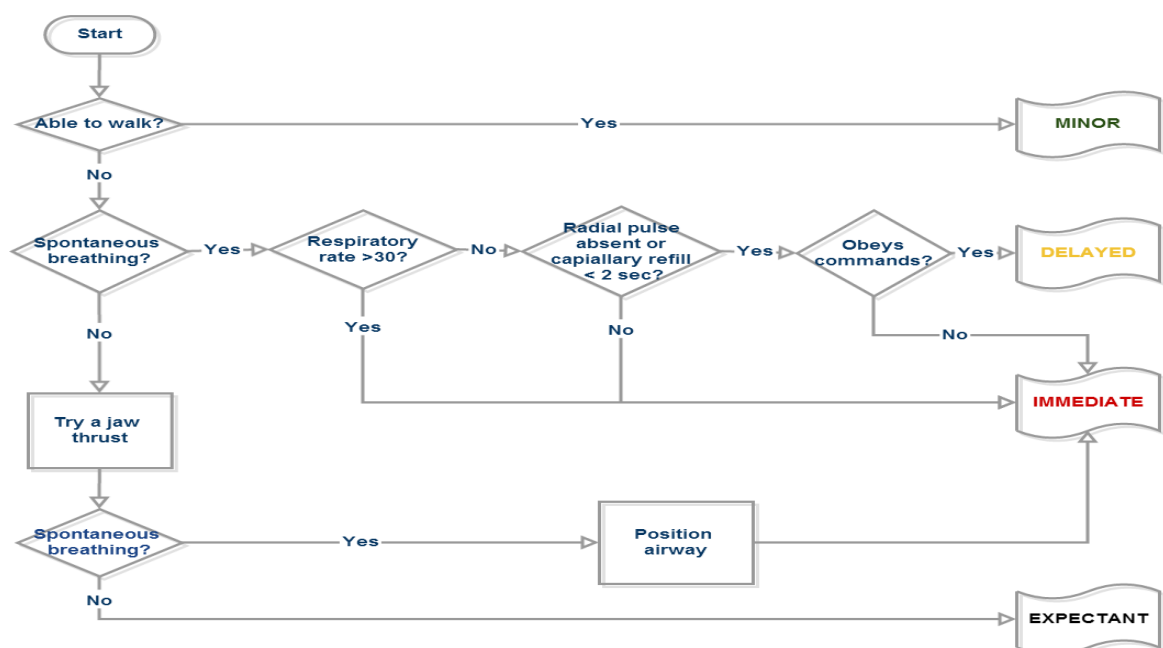 Start
Able to walk?
Yes
MINOR
No
Spontaneous
breathing?
Yes
Respiratory
rate >30?
No
Radial pulse
absent or
capiallary refill
< 2 sec?
Yes
Obeys
commands?
Yes
DELAYED
No
Yes
No
No
IMMEDIATE
Try a jaw
thrust
Spontaneous
breathing?
Yes
Position
airway
No
EXPECTANT